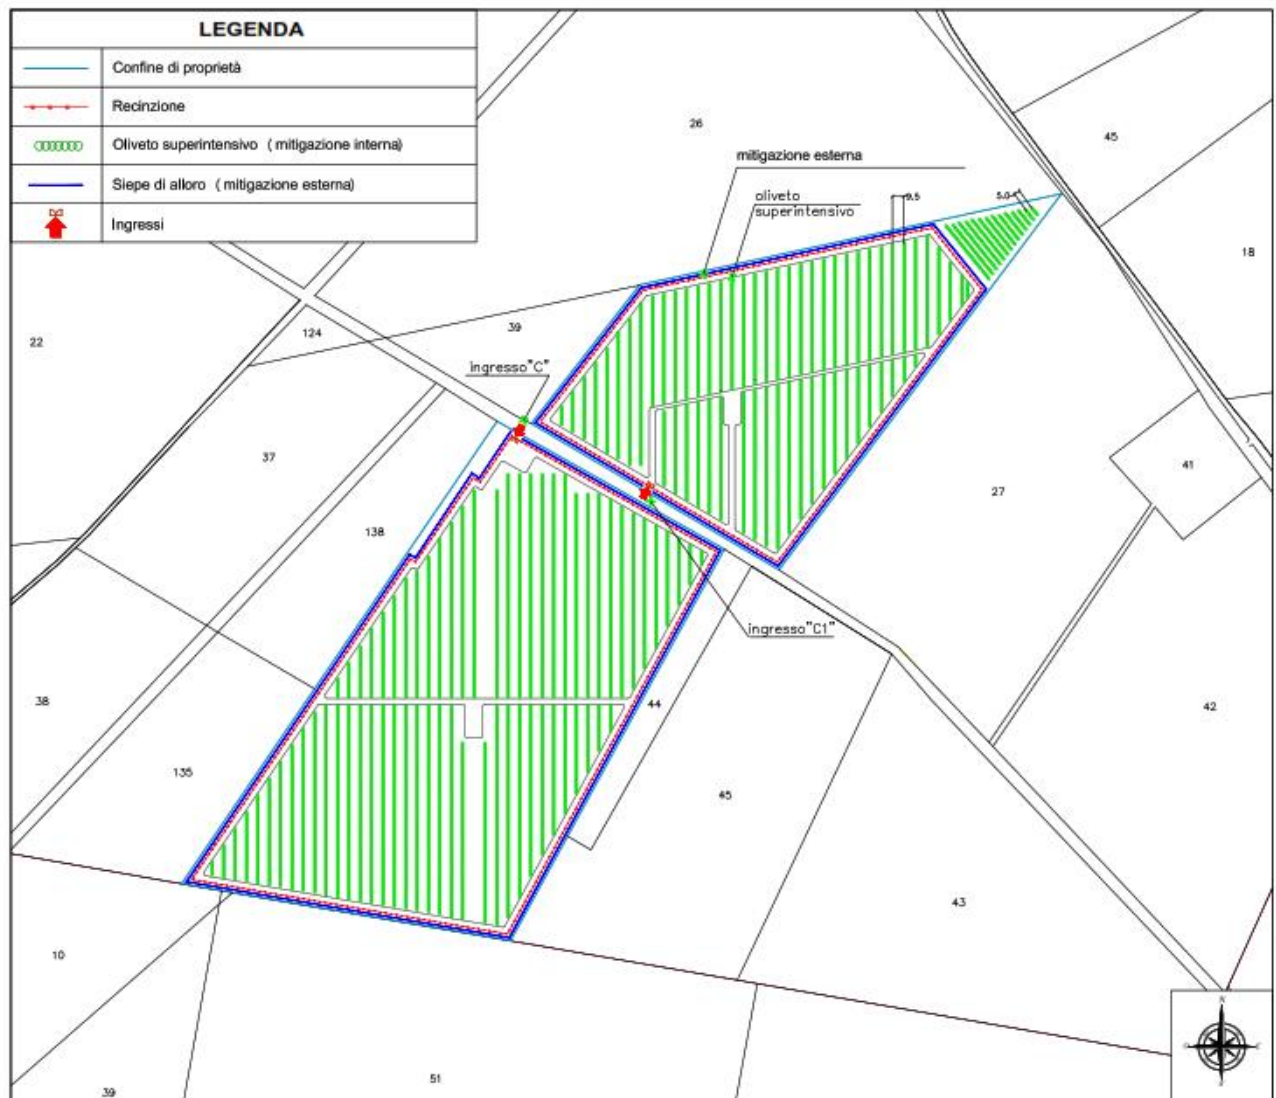 LEGENDA
Confine di proprietà
Recinzione
Oliveto superintensivo ( mitigazione interna)
Siepe di alloro ( mitigazione esterna)
Ingressi
26
45
mitigazione esterna
oliveto
superintensivo
9.5
5.0
18
22
124
39
ingresso"C"
37
41
27
138
ingresso"C1"
38
44
42
135
45
43
10
51
39
N